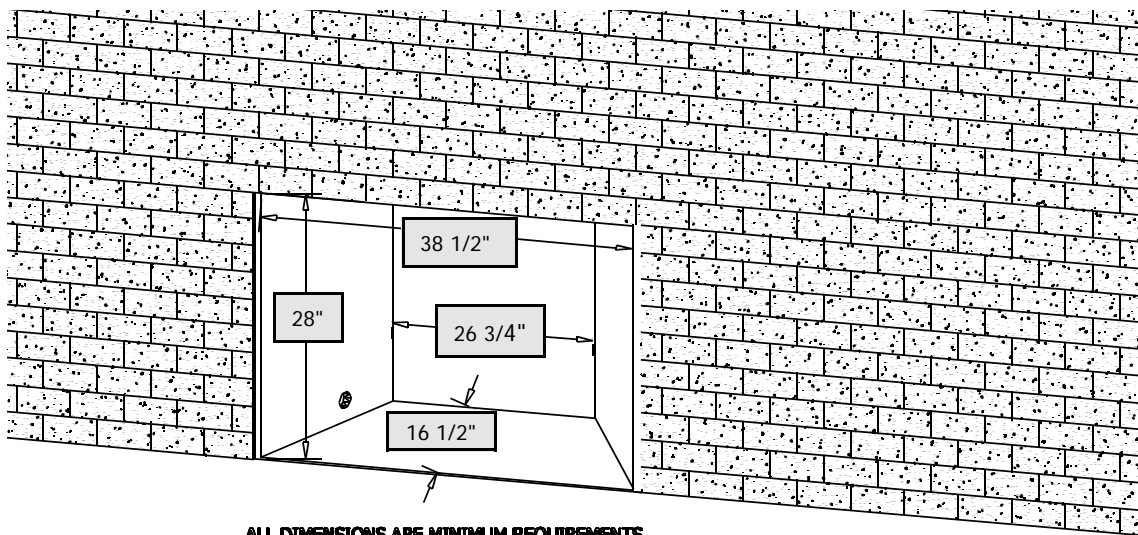 38 1/2"
28"
26 3/4"
16 1/2"
ALL DIMENSIONS ARE MINIMUM REQUIREMENTS